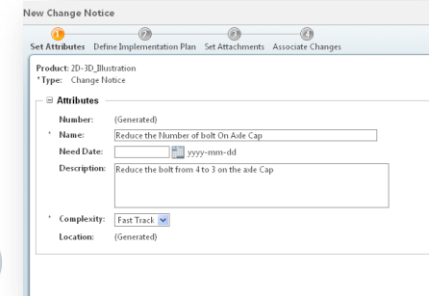 New Change Notice
1 2 3 4
Set Attributes Define Implementation Plan Set Attachments Associate Changes
Product: 2D-3D_Illustration
*Type: Change Notice
Attributes
Number: (Generated)
* Name: Reduce the Number of bolt On Axle Cap
Need Date: yyyy-mm-dd
Description: Reduce the bolt from 4 to 3 on the axle Cap
* Complexity: Fast Track
Location: (Generated)